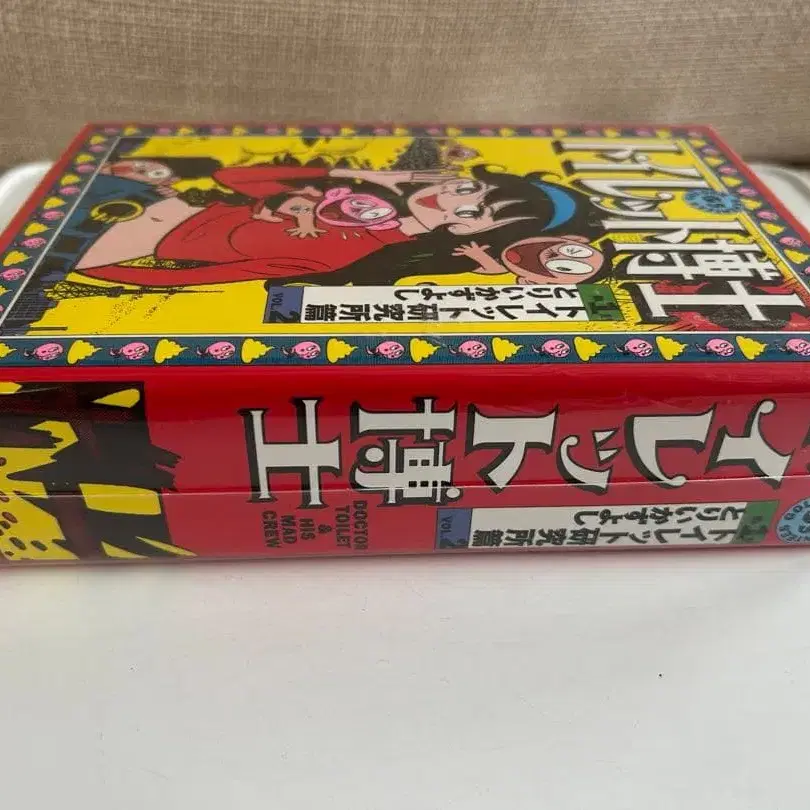 トイレット博士
トイレット研究所篇
とりいかずよし
VOL.2
トイレット博士
トイレット研究所篇
とりいかずよし
VOL.2
DOCTOR
TOILET
&
HIS
MAD
CREW